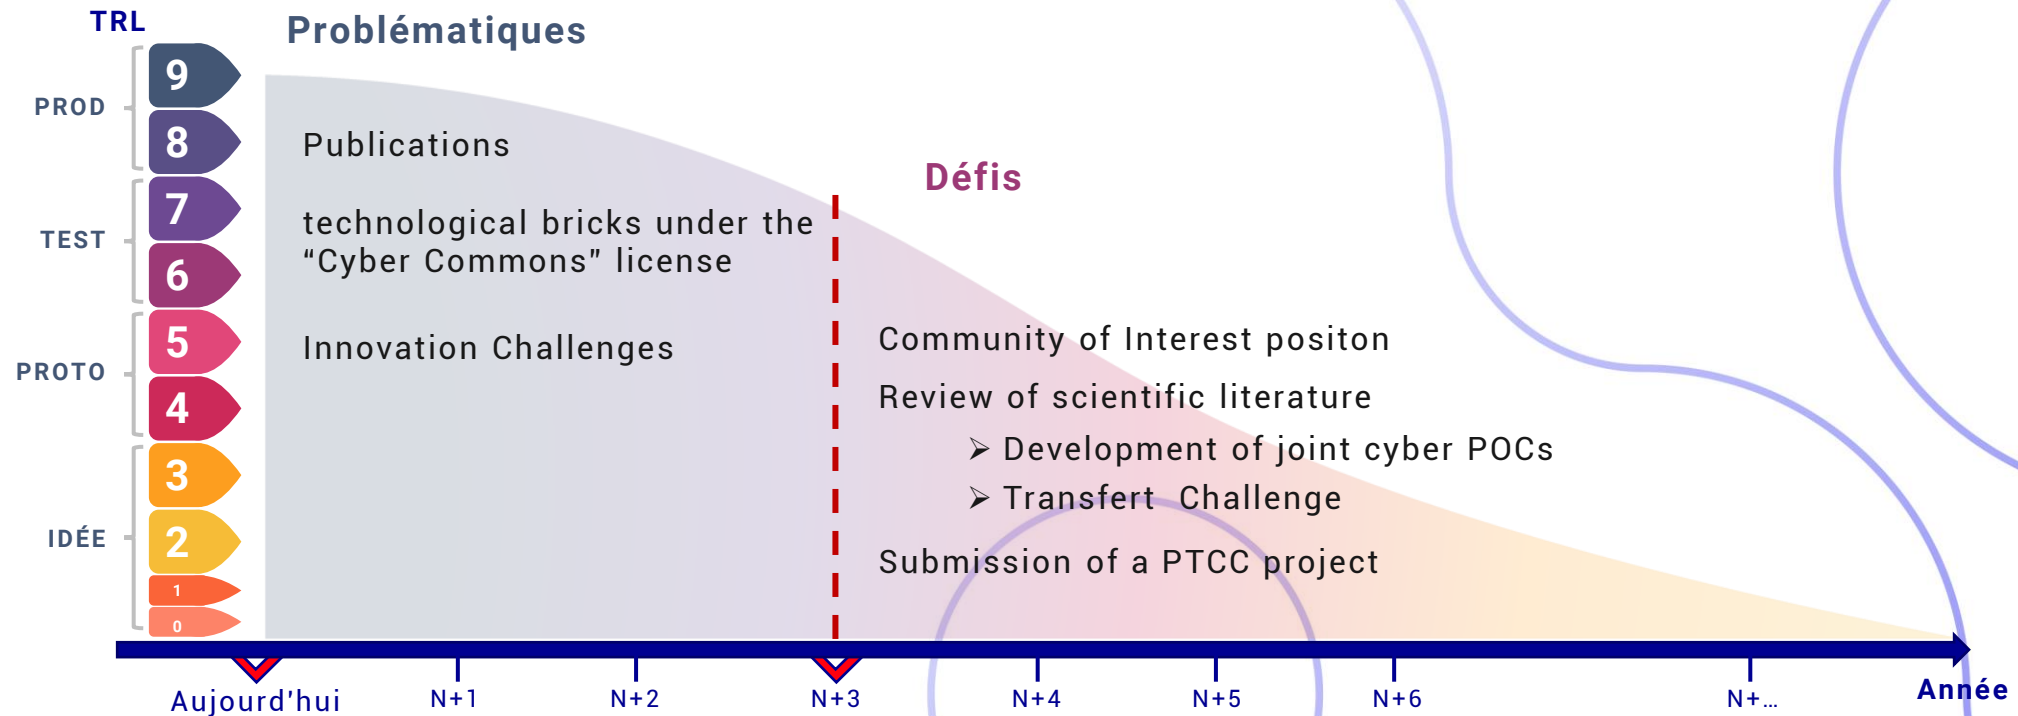 TRL
Problématiques
9
PROD
8
Publications
Défis
7
technological bricks under the
“Cyber Commons” license
TEST
6
5
Innovation Challenges
Community of Interest positon
PROTO
4
Review of scientific literature
➢ Development of joint cyber POCs
3
➢ Transfert Challenge
IDÉE
2
Submission of a PTCC project
1
0
Aujourd'hui
N+1
N+2
N+3
N+4
N+5
N+6
N+...
Année